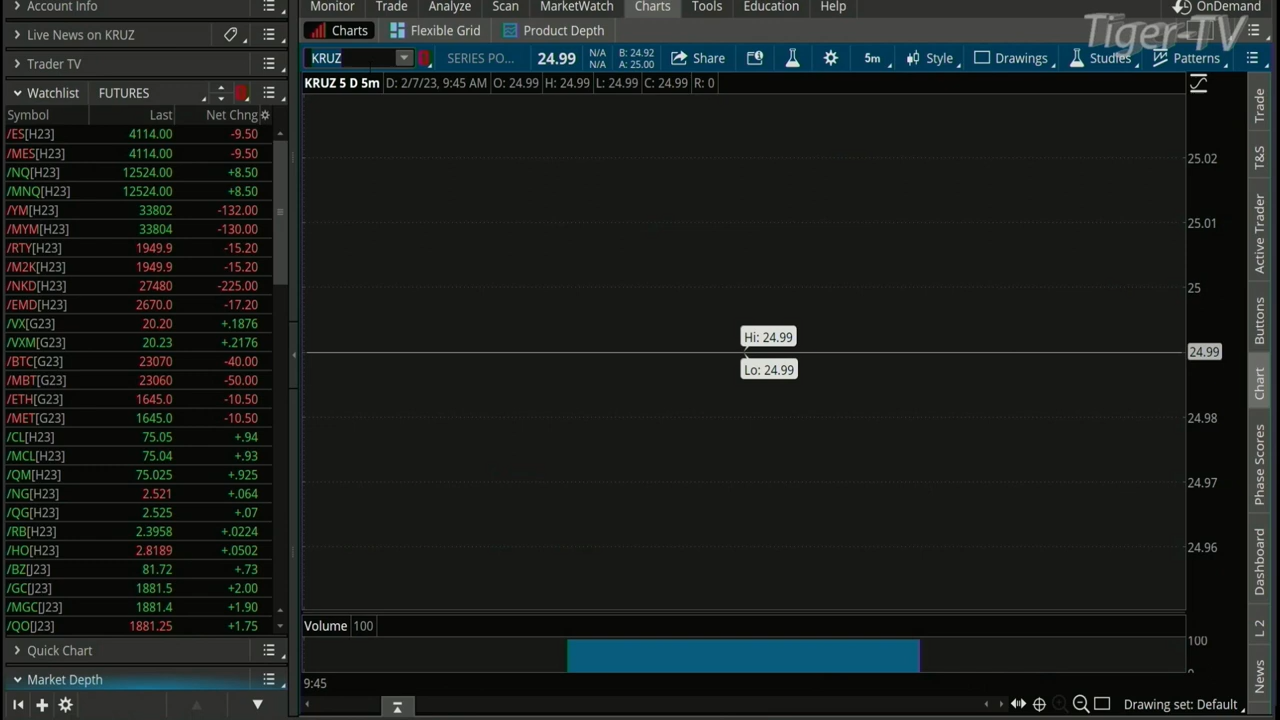 Account Info
Live News on KRUZ
Trader TV
Watchlist FUTURES
Symbol Last Net Chng
/ES[H23] 4114.00 -9.50
/MES[H23] 4114.00 -9.50
/NQ[H23] 12524.00 +8.50
/MNQ[H23] 12524.00 +8.50
/YM[H23] 33802 -132.00
/MYM[H23] 33804 -130.00
/RTY[H23] 1949.9 -15.20
/M2K[H23] 1949.9 -15.20
/NKD[H23] 27480 -225.00
/EMD[H23] 2670.0 -17.20
/VX[G23] 20.20 +.1876
/VXM[G23] 20.23 +.2176
/BTC[G23] 23070 -40.00
/MBT[G23] 23060 -50.00
/ETH[G23] 1645.0 -10.50
/MET[G23] 1645.0 -10.50
/CL[H23] 75.05 +.94
/MCL[H23] 75.04 +.93
/QM[H23] 75.025 +.925
/NG[H23] 2.521 +.064
/QG[H23] 2.525 +.07
/RB[H23] 2.3958 +.0224
/HO[H23] 2.8189 +.0502
/BZ[J23] 81.72 +.73
/GC[J23] 1881.5 +2.00
/MGC[J23] 1881.4 +1.90
/QO[J23] 1881.25 +1.75
Quick Chart
Market Depth
Monitor Trade Analyze Scan MarketWatch Charts Tools Education Help OnDemand
Tiger-TV
Charts Flexible Grid Product Depth
KRUZ SERIES PO... 24.99 N/A B: 24.92 Share 5m Style Drawings Studies Patterns
N/A A: 25.00
KRUZ 5 D 5m D: 2/7/23, 9:45 AM O: 24.99 H: 24.99 L: 24.99 C: 24.99 R: 0
25.02
25.01
25
Hi: 24.99
24.99
Lo: 24.99
24.98
24.97
24.96
Volume 100
100
0
9:45
Drawing set: Default
Trade
T&S
Active Trader
Buttons
Chart
Phase Scores
Dashboard
L 2
News